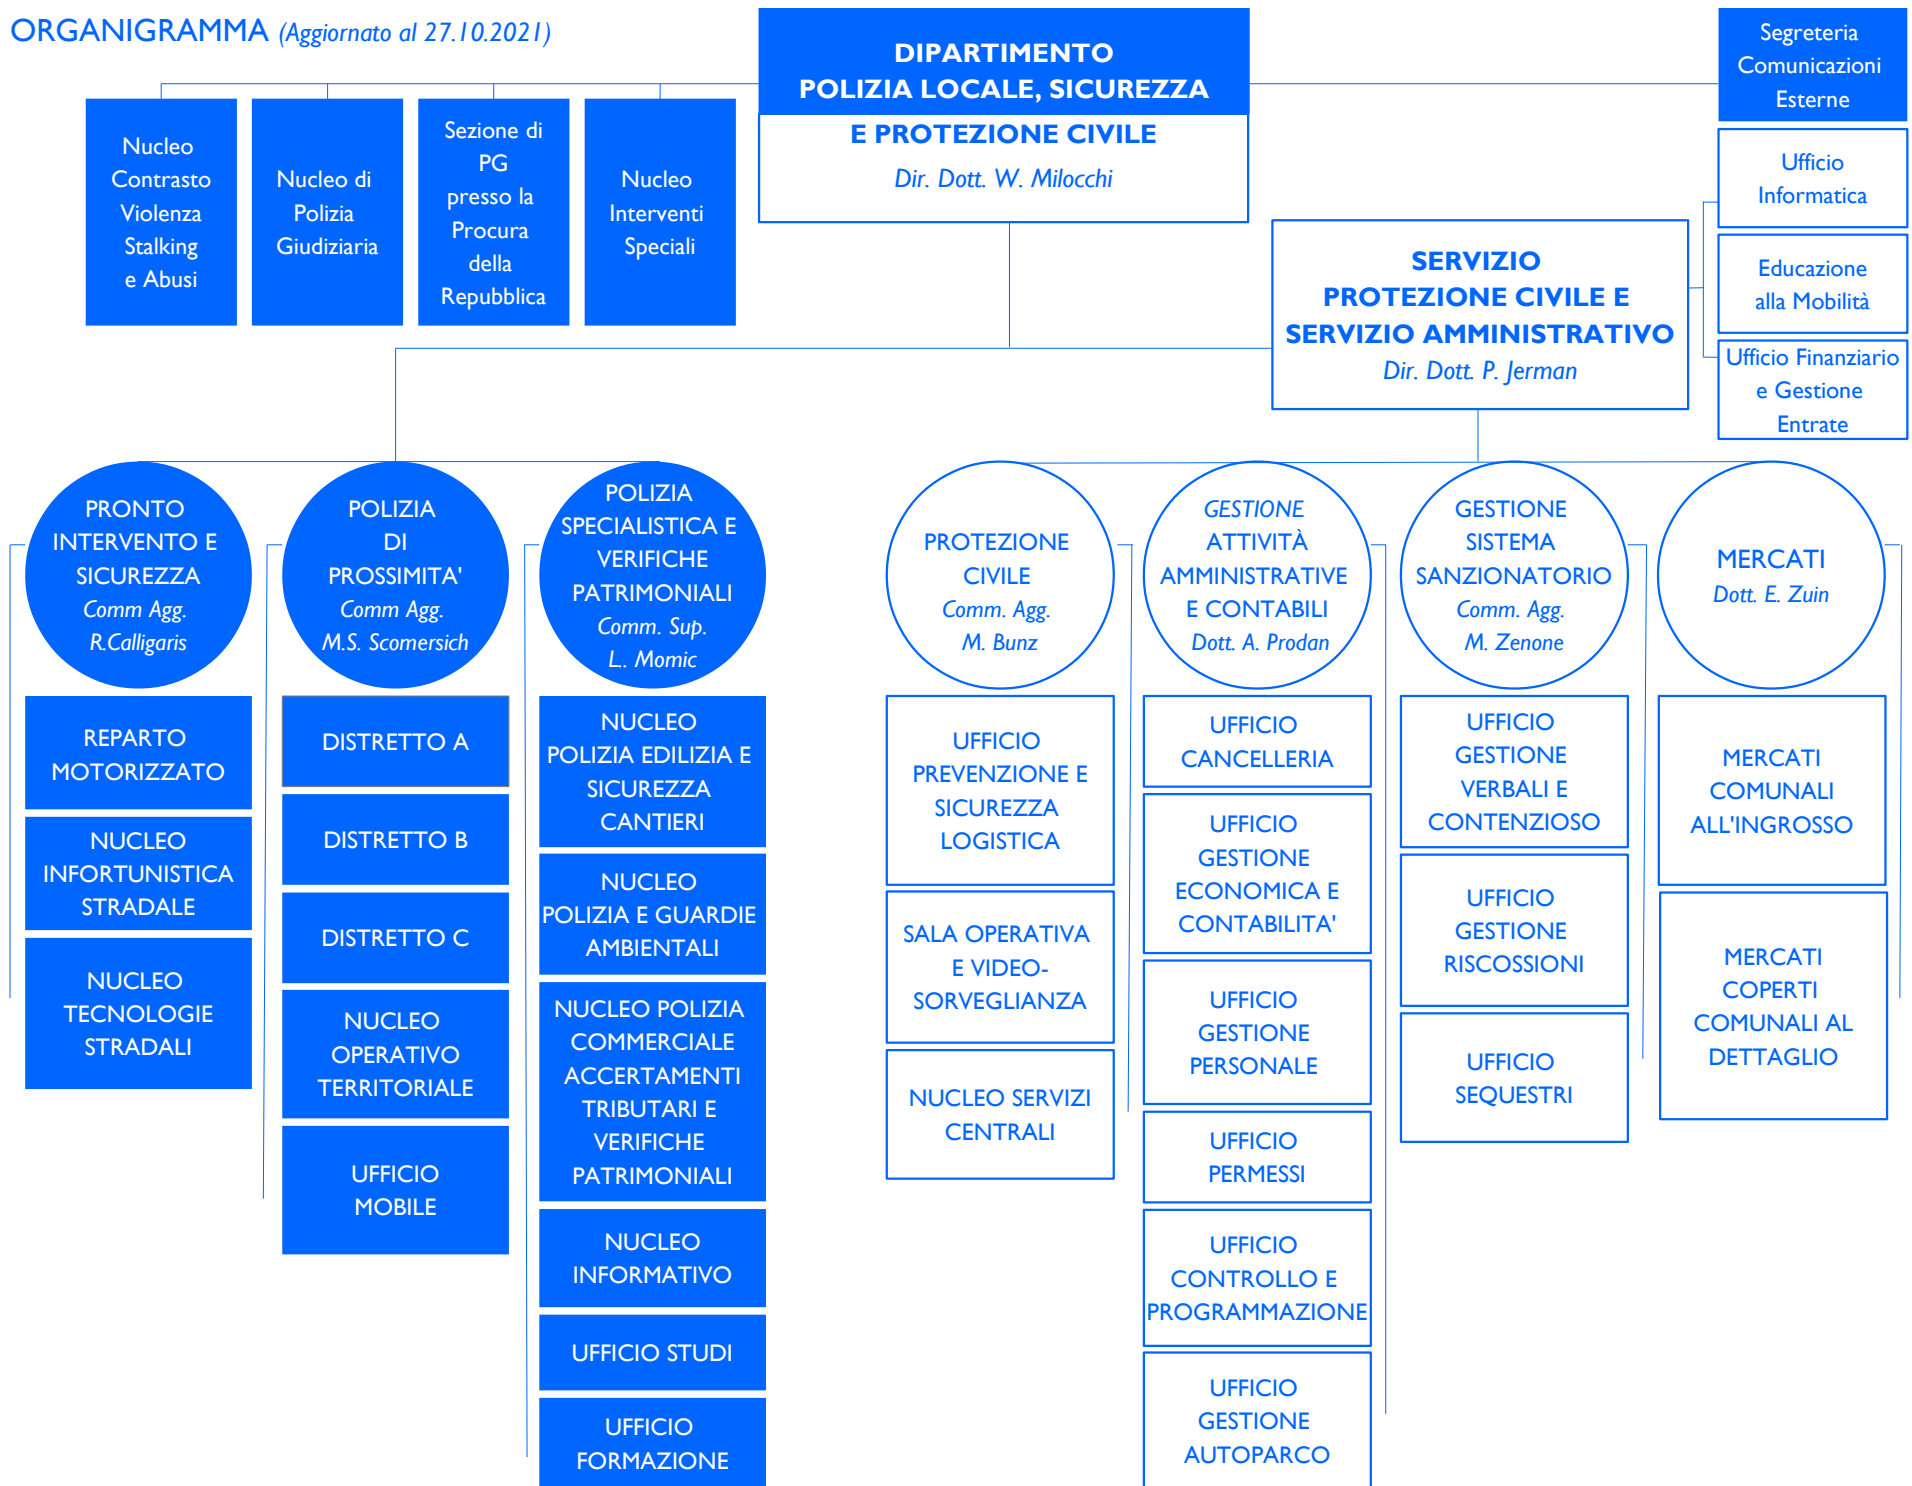 ORGANIGRAMMA (Aggiornato al 27.10.2021)
DIPARTIMENTO
POLIZIA LOCALE, SICUREZZA
E PROTEZIONE CIVILE
Dir. Dott. W. Milocchi
Segreteria
Comunicazioni
Esterne
Nucleo
Contrasto
Violenza
Stalking
e Abusi
Nucleo di
Polizia
Giudiziaria
Sezione di
PG
presso la
Procura
della
Repubblica
Nucleo
Interventi
Speciali
Ufficio
Informatica
Educazione
alla Mobilità
Ufficio Finanziario
e Gestione
Entrate
SERVIZIO
PROTEZIONE CIVILE E
SERVIZIO AMMINISTRATIVO
Dir. Dott. P. Jerman
PRONTO
INTERVENTO E
SICUREZZA
Comm Agg.
R.Calligaris
REPARTO
MOTORIZZATO
NUCLEO
INFORTUNISTICA
STRADALE
NUCLEO
TECNOLOGIE
STRADALI
POLIZIA
DI
PROSSIMITA'
Comm Agg.
M.S. Scomersich
DISTRETTO A
DISTRETTO B
DISTRETTO C
NUCLEO
OPERATIVO
TERRITORIALE
UFFICIO
MOBILE
POLIZIA
SPECIALISTICA E
VERIFICHE
PATRIMONIALI
Comm. Sup.
L. Momic
NUCLEO
POLIZIA EDILIZIA E
SICUREZZA
CANTIERI
NUCLEO
POLIZIA E GUARDIE
AMBIENTALI
NUCLEO POLIZIA
COMMERCIALE
ACCERTAMENTI
TRIBUTARI E
VERIFICHE
PATRIMONIALI
NUCLEO
INFORMATIVO
UFFICIO STUDI
UFFICIO
FORMAZIONE
PROTEZIONE
CIVILE
Comm. Agg.
M. Bunz
UFFICIO
PREVENZIONE E
SICUREZZA
LOGISTICA
SALA OPERATIVA
E VIDEO-
SORVEGLIANZA
NUCLEO SERVIZI
CENTRALI
GESTIONE
ATTIVITÀ
AMMINISTRATIVE
E CONTABILI
Dott. A. Prodan
UFFICIO
CANCELLERIA
UFFICIO
GESTIONE
ECONOMICA E
CONTABILITA'
UFFICIO
GESTIONE
PERSONALE
UFFICIO
PERMESSI
UFFICIO
CONTROLLO E
PROGRAMMAZIONE
UFFICIO
GESTIONE
AUTOPARCO
GESTIONE
SISTEMA
SANZIONATORIO
Comm. Agg.
M. Zenone
UFFICIO
GESTIONE
VERBALI E
CONTENZIOSO
UFFICIO
GESTIONE
RISCOSSIONI
UFFICIO
SEQUESTRI
MERCATI
Dott. E. Zuin
MERCATI
COMUNALI
ALL'INGROSSO
MERCATI
COPERTI
COMUNALI AL
DETTAGLIO